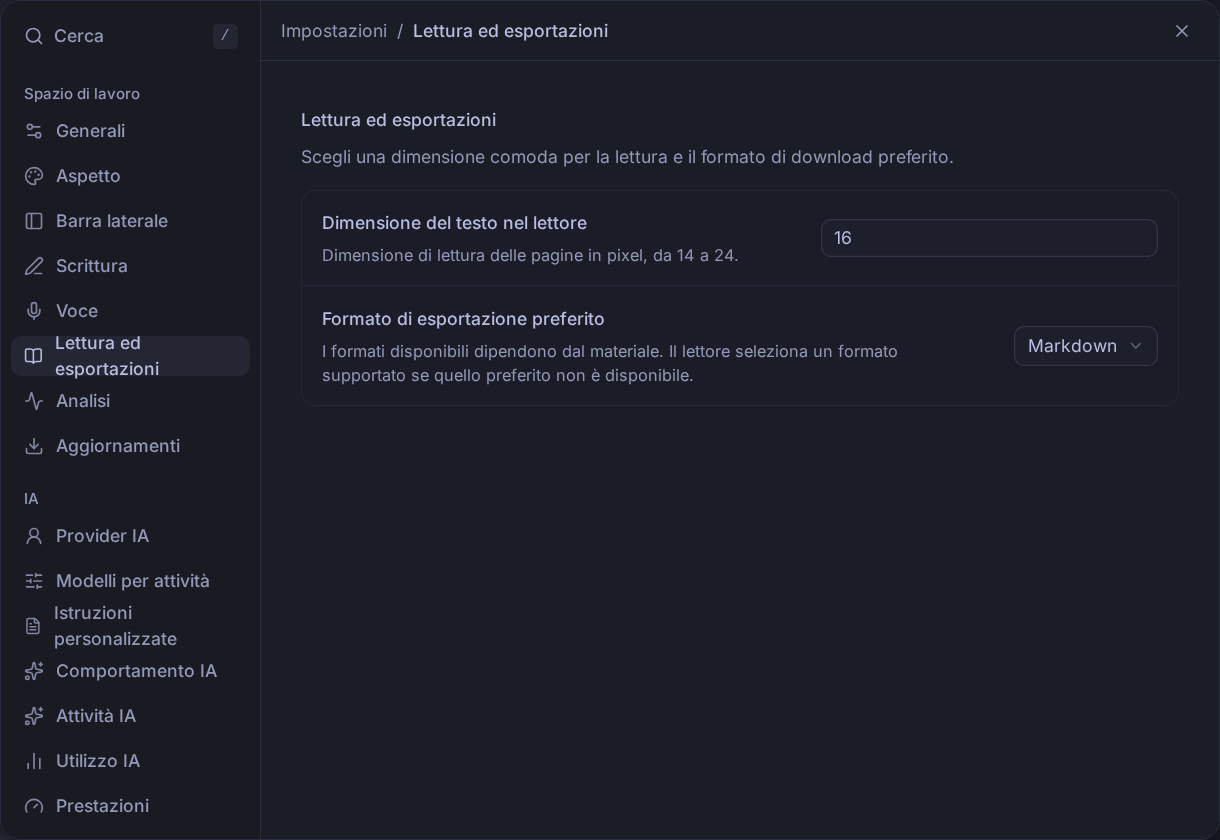 Cerca
/
Spazio di lavoro
Generali
Aspetto
Barra laterale
Scrittura
Voce
Lettura ed
esportazioni
Analisi
Aggiornamenti
IA
Provider IA
Modelli per attività
Istruzioni
personalizzate
Comportamento IA
Attività IA
Utilizzo IA
Prestazioni
Impostazioni / Lettura ed esportazioni
Lettura ed esportazioni
Scegli una dimensione comoda per la lettura e il formato di download preferito.
Dimensione del testo nel lettore
Dimensione di lettura delle pagine in pixel, da 14 a 24.
16
Formato di esportazione preferito
I formati disponibili dipendono dal materiale. Il lettore seleziona un formato
supportato se quello preferito non è disponibile.
Markdown